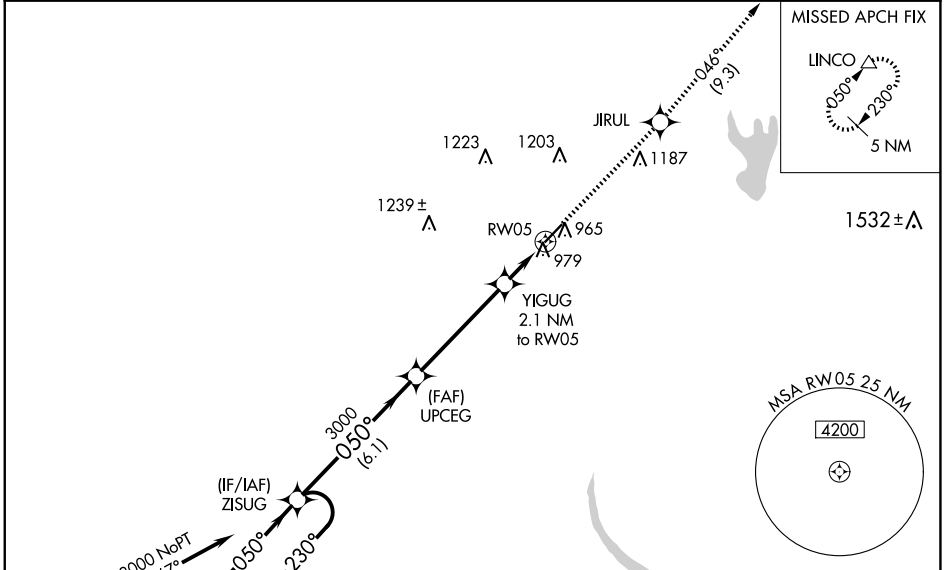 MISSED APCH FIX
LINCO
050°
230°
5 NM
046°
(9.3)
JIRUL
1223
1203
1187
1239 ±
1532 ±
RW05
965
979
YIGUG
2.1 NM
to RW05
(FAF)
UPCEG
MSA RW05 25 NM
4200
3000
050°
(6.1)
(IF/IAF)
ZISUG
NoPT
050°
230°